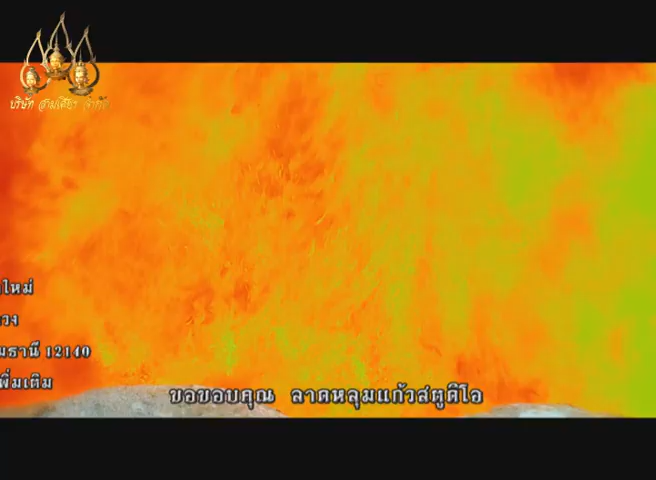 บริษัท สามเศียร จำกัด
ใหม่
วง
มธานี 12140
พิ่มเติม
ขอขอบคุณ ลาดหลุมแก้วสตูดิโอ